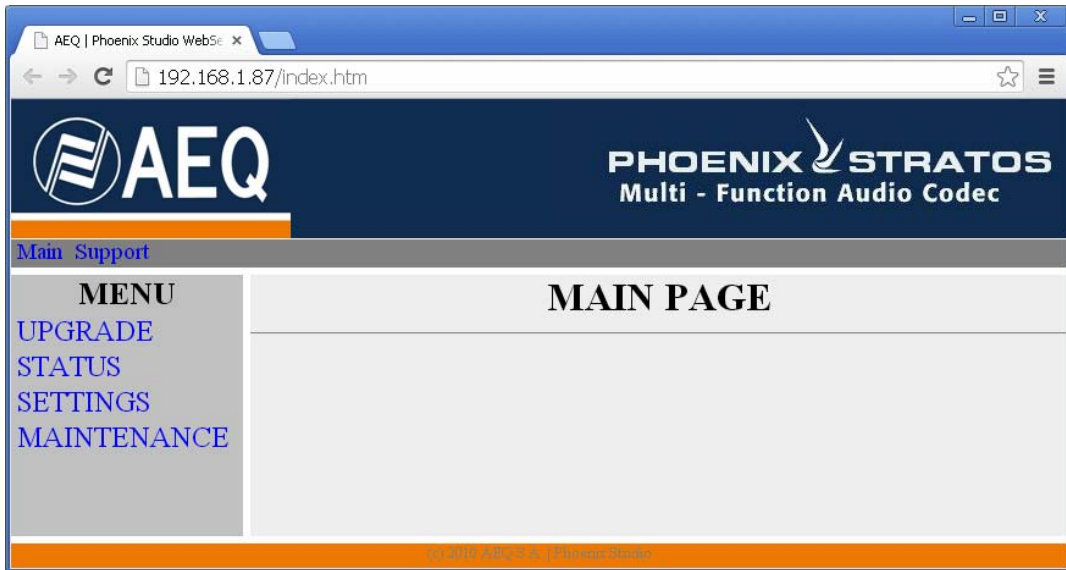 AEQ | Phoenix Studio WebSe
192.168.1.87/index.htm
AEQ
PHOENIX STRATOS
Multi - Function Audio Codec
Main Support
MENU
UPGRADE
STATUS
SETTINGS
MAINTENANCE
MAIN PAGE
(c) 2010 AEQ S.A. | Phoenix Studio